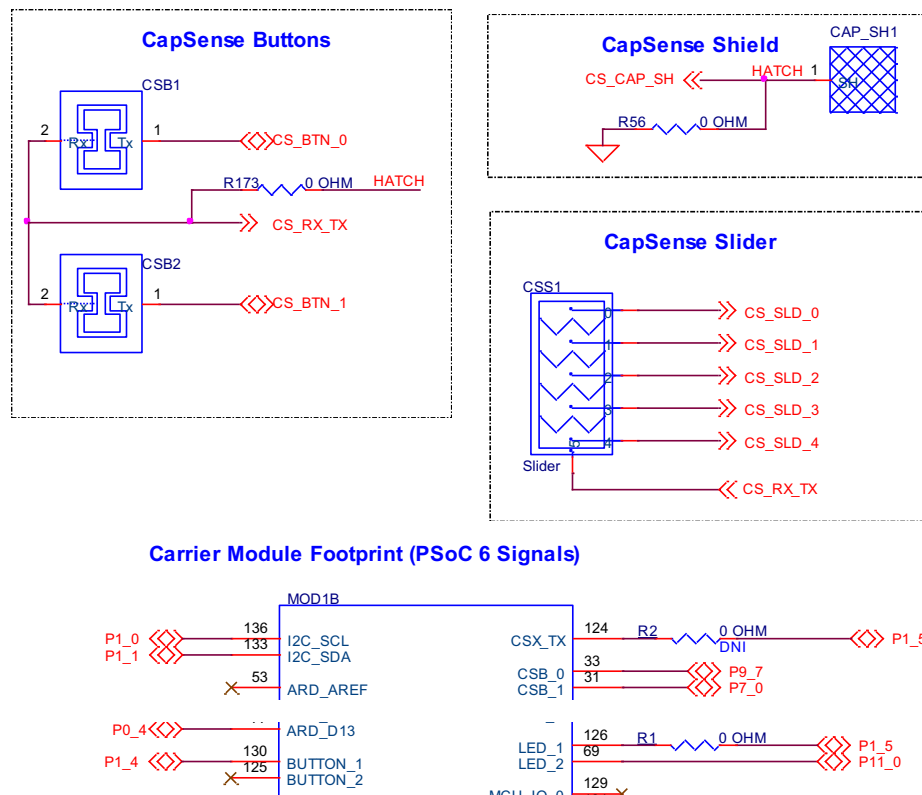 CapSense Buttons
CSB1
2 Rx Tx 1 CS_BTN_0
R173 0 OHM HATCH
CS_RX_TX
CSB2
2 Rx Tx 1 CS_BTN_1
CapSense Shield
CAP_SH1
CS_CAP_SH HATCH 1 SH
R56 0 OHM
CapSense Slider
CSS1
0 CS_SLD_0
1 CS_SLD_1
2 CS_SLD_2
3 CS_SLD_3
4 CS_SLD_4
Slider
CS_RX_TX
Carrier Module Footprint (PSoC 6 Signals)
MOD1B
P1_0 136 I2C_SCL CSX_TX 124 R2 0 OHM P1_5
DNI
P1_1 133 I2C_SDA
CSB_0 33 P9_7
53 ARD_AREF CSB_1 31 P7_0
P0_4 ARD_D13
LED_1 126 R1 0 OHM P1_5
P1_4 130 BUTTON_1 LED_2 69 P11_0
125 BUTTON_2
129